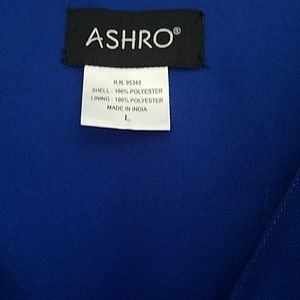 ASHRO®
R.N. 95343
SHELL : 100% POLYESTER
LINING : 100% POLYESTER
MADE IN INDIA
L